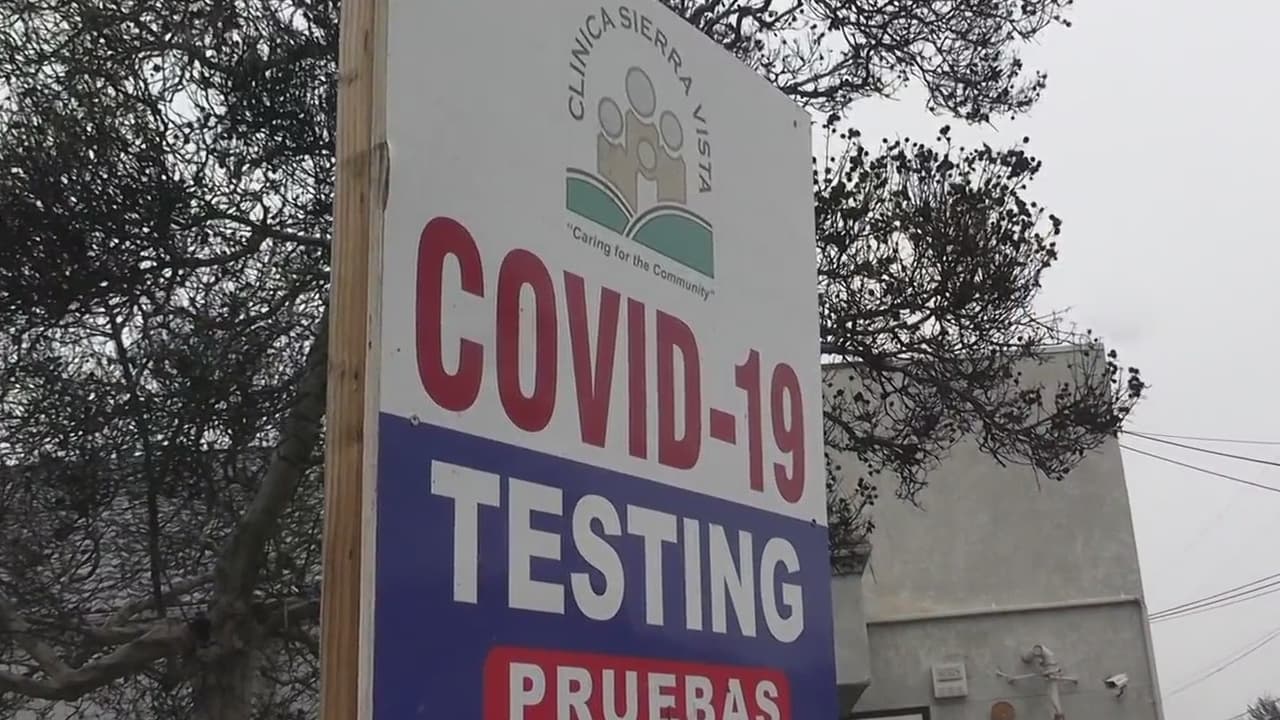 CLINICA SIERRA VISTA
"Caring for the Community"
COVID-19
TESTING
PRUEBAS